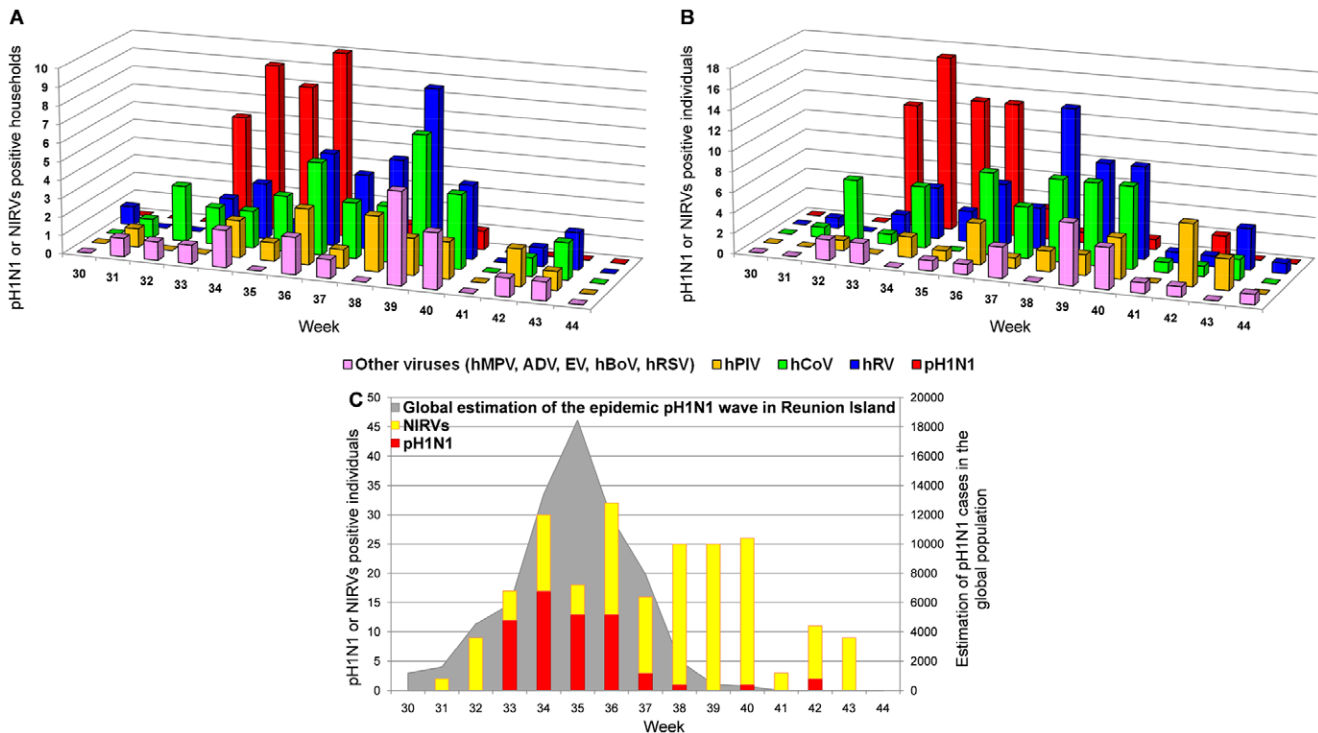 A
pH1N1 or NIRVs positive households
10
9
8
7
6
5
4
3
2
1
0
30 31 32 33 34 35 36 37 38 39 40 41 42 43 44
Week
B
pH1N1 or NIRVs positive individuals
18
16
14
12
10
8
6
4
2
0
30 31 32 33 34 35 36 37 38 39 40 41 42 43 44
Week
Other viruses (hMPV, ADV, EV, hBoV, hRSV) hPIV hCoV hRV pH1N1
C
Global estimation of the epidemic pH1N1 wave in Reunion Island
NIRVs
pH1N1
pH1N1 or NIRVs positive individuals
50
45
40
35
30
25
20
15
10
5
0
20000
18000
16000
14000
12000
10000
8000
6000
4000
2000
0
Estimation of pH1N1 cases in the
global population
30 31 32 33 34 35 36 37 38 39 40 41 42 43 44
Week